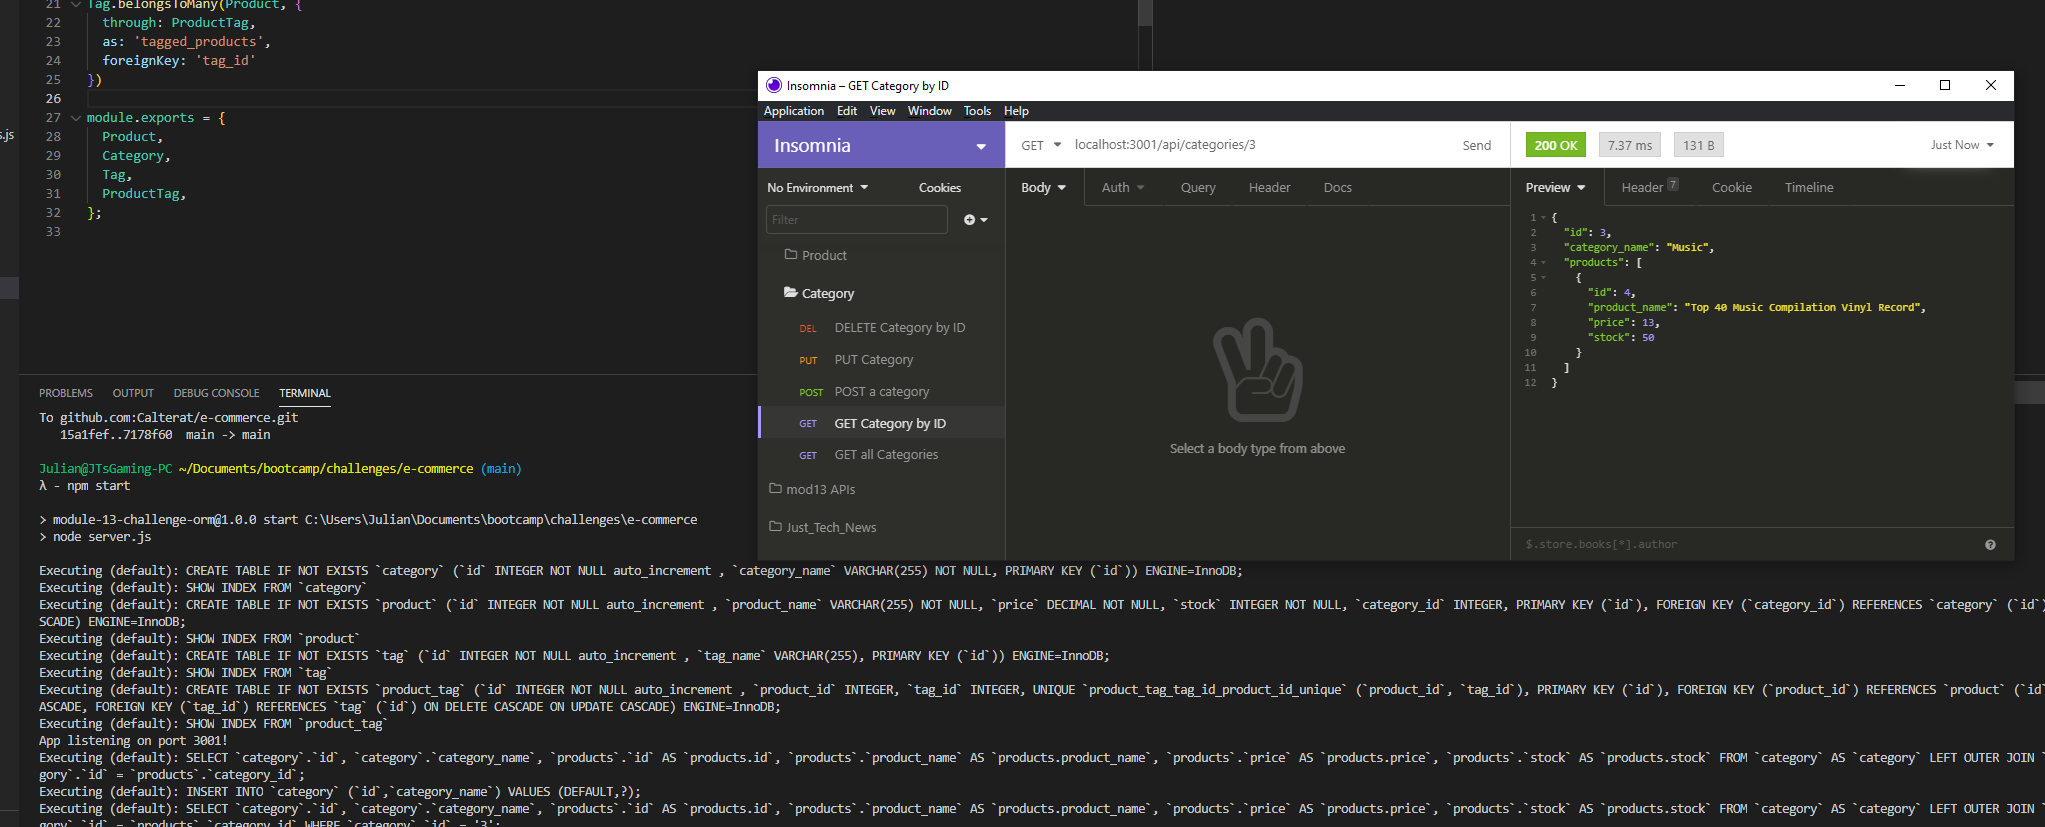 21 Tag.belongsToMany(Product, {
22 through: ProductTag,
23 as: 'tagged_products',
24 foreignKey: 'tag_id'
25 })
26
27 module.exports = {
28 Product,
29 Category,
30 Tag,
31 ProductTag,
32 };
33
s.js
Insomnia – GET Category by ID
Application Edit View Window Tools Help
Insomnia
GET localhost:3001/api/categories/3 Send
200 OK 7.37 ms 131 B Just Now
No Environment Cookies
Body Auth Query Header Docs
Preview Header 7 Cookie Timeline
Filter
Product
Category
DEL DELETE Category by ID
PUT PUT Category
POST POST a category
GET GET Category by ID
GET GET all Categories
mod13 APIs
Just_Tech_News
Select a body type from above
1 {
2 "id": 3,
3 "category_name": "Music",
4 "products": [
5 {
6 "id": 4,
7 "product_name": "Top 40 Music Compilation Vinyl Record",
8 "price": 13,
9 "stock": 50
10 }
11 ]
12 }
$.store.books[*].author
PROBLEMS OUTPUT DEBUG CONSOLE TERMINAL
To github.com:Calterat/e-commerce.git
15a1fef..7178f60 main -> main
Julian@JTsGaming-PC ~/Documents/bootcamp/challenges/e-commerce (main)
λ - npm start
> module-13-challenge-orm@1.0.0 start C:\Users\Julian\Documents\bootcamp\challenges\e-commerce
> node server.js
Executing (default): CREATE TABLE IF NOT EXISTS `category` (`id` INTEGER NOT NULL auto_increment , `category_name` VARCHAR(255) NOT NULL, PRIMARY KEY (`id`)) ENGINE=InnoDB;
Executing (default): SHOW INDEX FROM `category`
Executing (default): CREATE TABLE IF NOT EXISTS `product` (`id` INTEGER NOT NULL auto_increment , `product_name` VARCHAR(255) NOT NULL, `price` DECIMAL NOT NULL, `stock` INTEGER NOT NULL, `category_id` INTEGER, PRIMARY KEY (`id`), FOREIGN KEY (`category_id`) REFERENCES `category` (`id`)
SCADE) ENGINE=InnoDB;
Executing (default): SHOW INDEX FROM `product`
Executing (default): CREATE TABLE IF NOT EXISTS `tag` (`id` INTEGER NOT NULL auto_increment , `tag_name` VARCHAR(255), PRIMARY KEY (`id`)) ENGINE=InnoDB;
Executing (default): SHOW INDEX FROM `tag`
Executing (default): CREATE TABLE IF NOT EXISTS `product_tag` (`id` INTEGER NOT NULL auto_increment , `product_id` INTEGER, `tag_id` INTEGER, UNIQUE `product_tag_tag_id_product_id_unique` (`product_id`, `tag_id`), PRIMARY KEY (`id`), FOREIGN KEY (`product_id`) REFERENCES `product` (`id`
ASCADE, FOREIGN KEY (`tag_id`) REFERENCES `tag` (`id`) ON DELETE CASCADE ON UPDATE CASCADE) ENGINE=InnoDB;
Executing (default): SHOW INDEX FROM `product_tag`
App listening on port 3001!
Executing (default): SELECT `category`.`id`, `category`.`category_name`, `products`.`id` AS `products.id`, `products`.`product_name` AS `products.product_name`, `products`.`price` AS `products.price`, `products`.`stock` AS `products.stock` FROM `category` AS `category` LEFT OUTER JOIN `
gory`.`id` = `products`.`category_id`;
Executing (default): INSERT INTO `category` (`id`,`category_name`) VALUES (DEFAULT,?);
Executing (default): SELECT `category`.`id`, `category`.`category_name`, `products`.`id` AS `products.id`, `products`.`product_name` AS `products.product_name`, `products`.`price` AS `products.price`, `products`.`stock` AS `products.stock` FROM `category` AS `category` LEFT OUTER JOIN `
gory`.`id` = `products`.`category_id` WHERE `category`.`id` = '3';